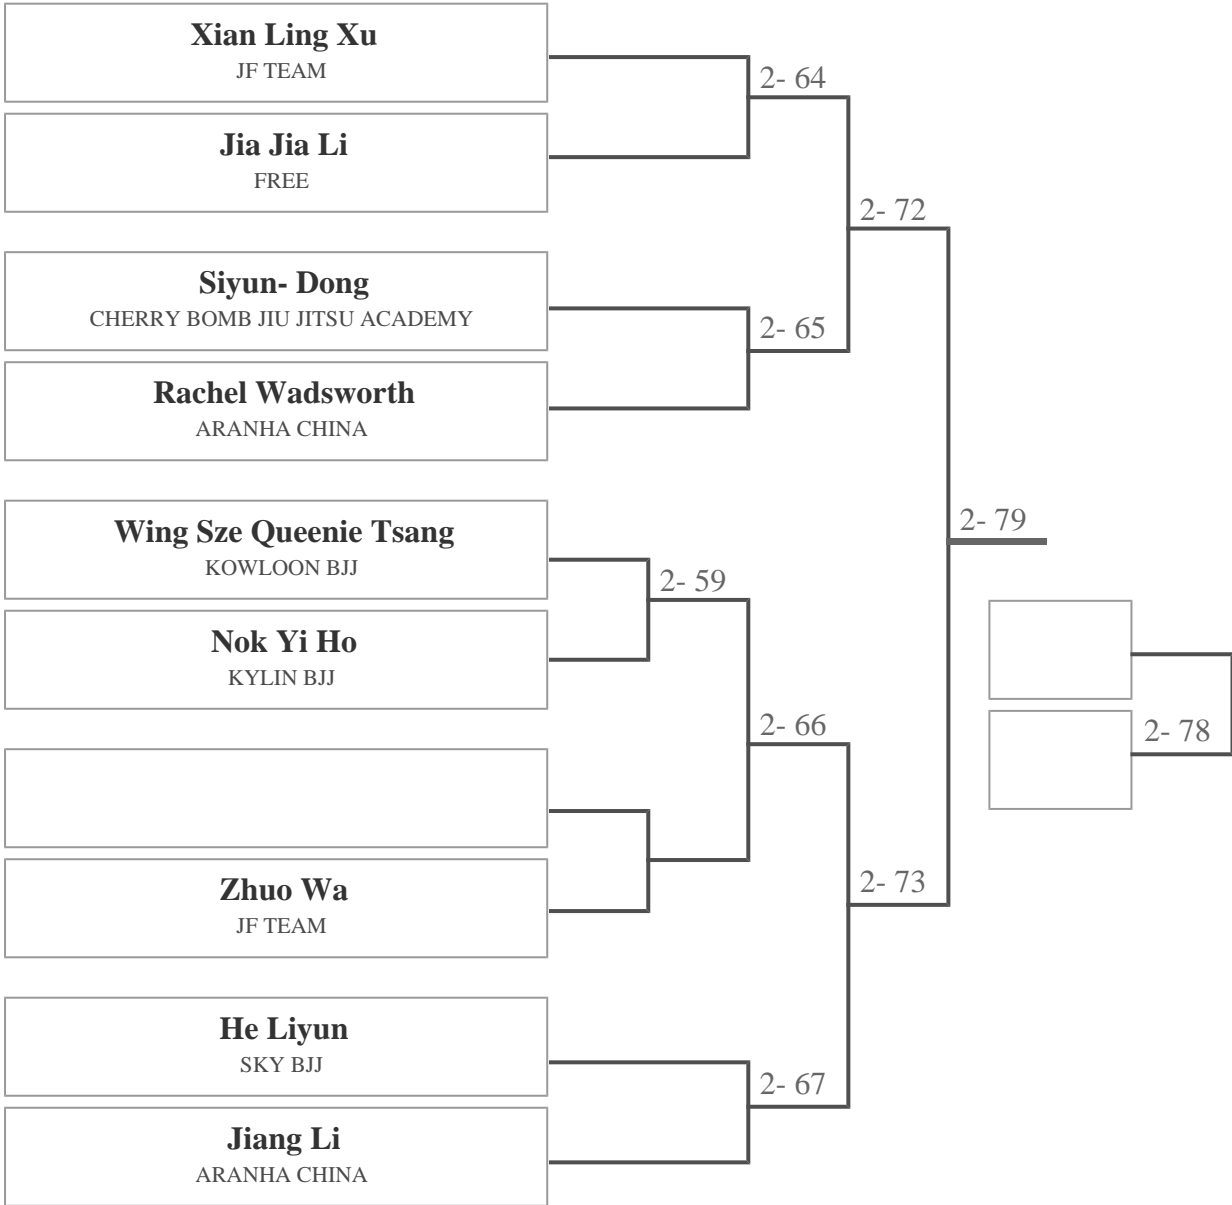 Xian Ling Xu
JF TEAM
2- 64
Jia Jia Li
FREE
2- 72
Siyun- Dong
CHERRY BOMB JIU JITSU ACADEMY
2- 65
Rachel Wadsworth
ARANHA CHINA
Wing Sze Queenie Tsang
KOWLOON BJJ
2- 79
2- 59
Nok Yi Ho
KYLIN BJJ
2- 66
2- 78
Zhuo Wa
JF TEAM
2- 73
He Liyun
SKY BJJ
2- 67
Jiang Li
ARANHA CHINA